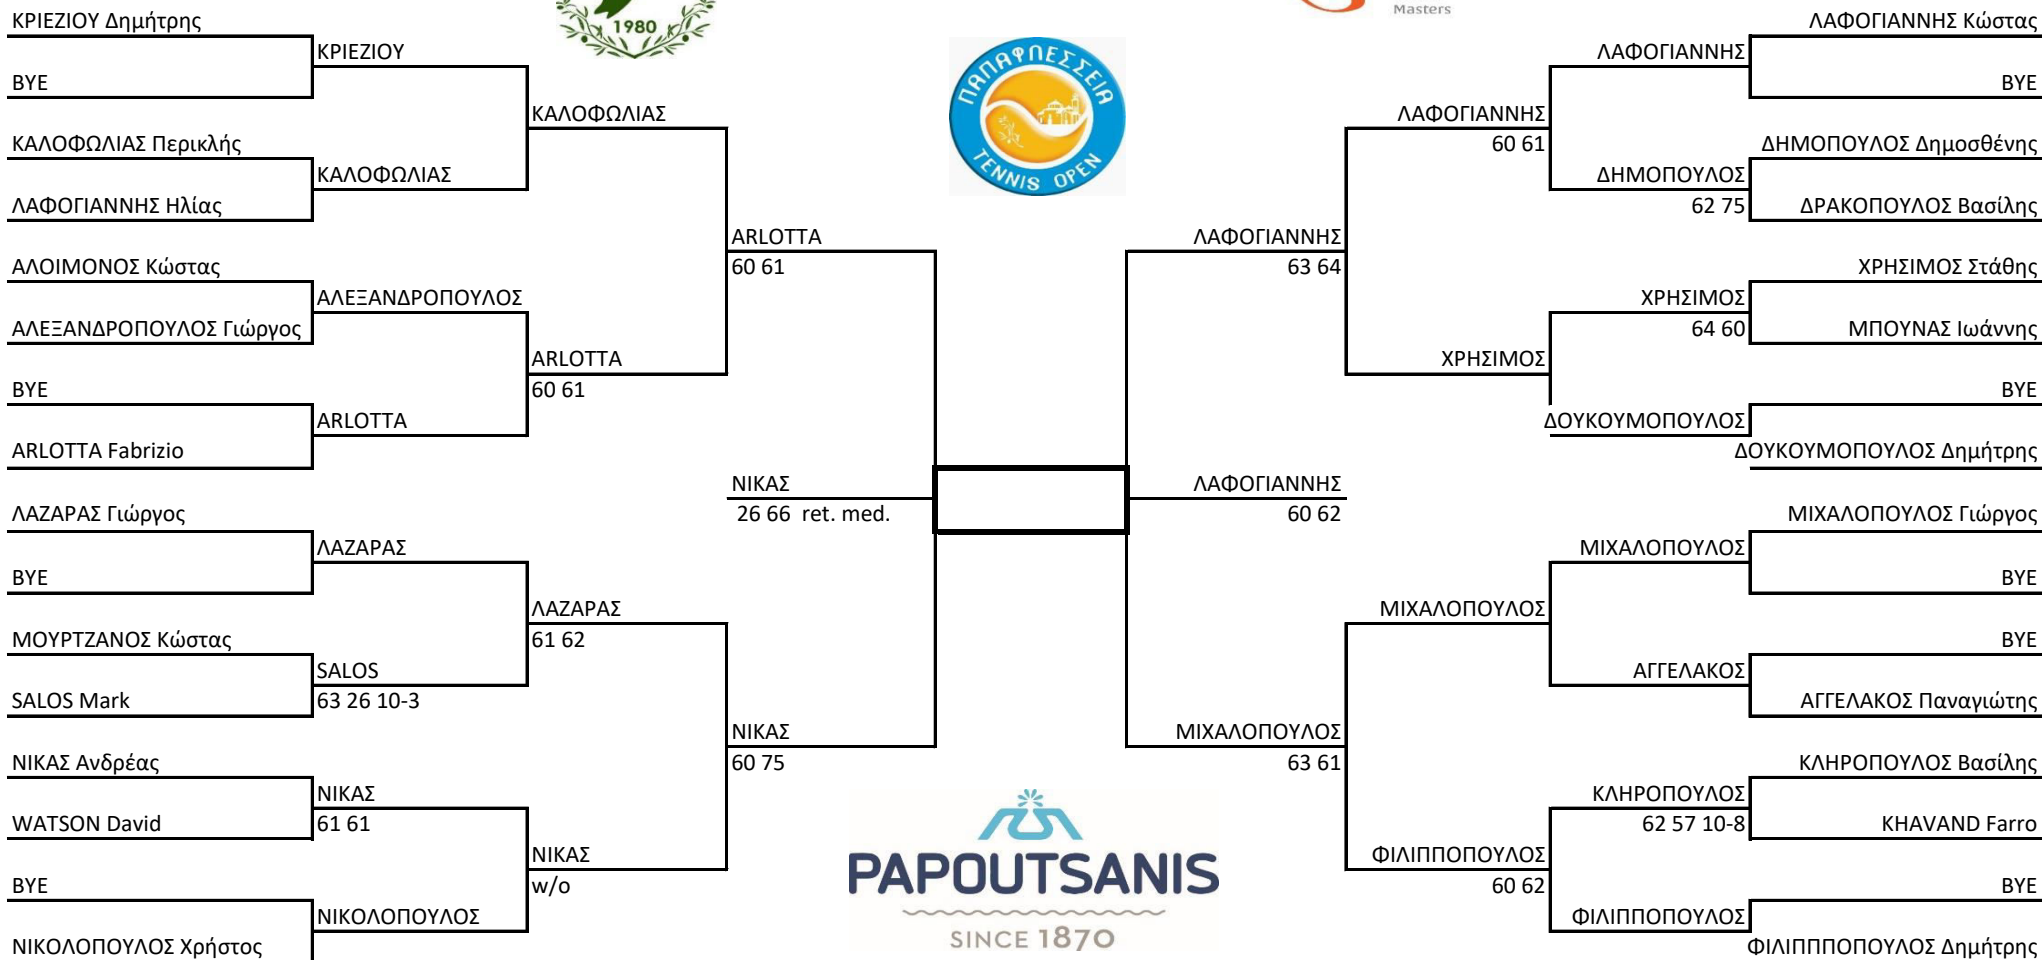 ΚΡΙΕΖΙΟΥ Δημήτρης
BYE
ΚΑΛΟΦΩΛΙΑΣ Περικλής
ΛΑΦΟΓΙΑΝΝΗΣ Ηλίας
ΑΛΟΙΜΟΝΟΣ Κώστας
ΑΛΕΞΑΝΔΡΟΠΟΥΛΟΣ Γιώργος
BYE
ARLOTTA Fabrizio
ΛΑΖΑΡΑΣ Γιώργος
BYE
ΜΟΥΡΤΖΑΝΟΣ Κώστας
SALOS Mark
ΝΙΚΑΣ Ανδρέας
WATSON David
BYE
ΝΙΚΟΛΟΠΟΥΛΟΣ Χρήστος
ΚΡΙΕΖΙΟΥ
ΚΑΛΟΦΩΛΙΑΣ
ΑΛΕΞΑΝΔΡΟΠΟΥΛΟΣ
ARLOTTA
ΛΑΖΑΡΑΣ
SALOS
63 26 10-3
ΝΙΚΑΣ
61 61
ΝΙΚΟΛΟΠΟΥΛΟΣ
ΚΑΛΟΦΩΛΙΑΣ
ARLOTTA
60 61
ΛΑΖΑΡΑΣ
61 62
ΝΙΚΑΣ
w/o
ARLOTTA
60 61
ΝΙΚΑΣ
60 75
ΝΙΚΑΣ
26 66 ret. med.
1980
ΠΑΠΑΦΛΕΣΣΕΙΑ
TENNIS OPEN
PAPOUTSANIS
SINCE 1870
Masters
ΛΑΦΟΓΙΑΝΝΗΣ
60 62
ΛΑΦΟΓΙΑΝΝΗΣ
63 64
ΜΙΧΑΛΟΠΟΥΛΟΣ
63 61
ΛΑΦΟΓΙΑΝΝΗΣ
60 61
ΧΡΗΣΙΜΟΣ
ΜΙΧΑΛΟΠΟΥΛΟΣ
ΦΙΛΙΠΠΟΠΟΥΛΟΣ
60 62
ΛΑΦΟΓΙΑΝΝΗΣ
ΔΗΜΟΠΟΥΛΟΣ
62 75
ΧΡΗΣΙΜΟΣ
64 60
ΔΟΥΚΟΥΜΟΠΟΥΛΟΣ
ΜΙΧΑΛΟΠΟΥΛΟΣ
ΑΓΓΕΛΑΚΟΣ
ΚΛΗΡΟΠΟΥΛΟΣ
62 57 10-8
ΦΙΛΙΠΠΟΠΟΥΛΟΣ
ΛΑΦΟΓΙΑΝΝΗΣ Κώστας
BYE
ΔΗΜΟΠΟΥΛΟΣ Δημοσθένης
ΔΡΑΚΟΠΟΥΛΟΣ Βασίλης
ΧΡΗΣΙΜΟΣ Στάθης
ΜΠΟΥΝΑΣ Ιωάννης
BYE
ΔΟΥΚΟΥΜΟΠΟΥΛΟΣ Δημήτρης
ΜΙΧΑΛΟΠΟΥΛΟΣ Γιώργος
BYE
BYE
ΑΓΓΕΛΑΚΟΣ Παναγιώτης
ΚΛΗΡΟΠΟΥΛΟΣ Βασίλης
KHAVAND Farro
BYE
ΦΙΛΙΠΠΠΟΠΟΥΛΟΣ Δημήτρης